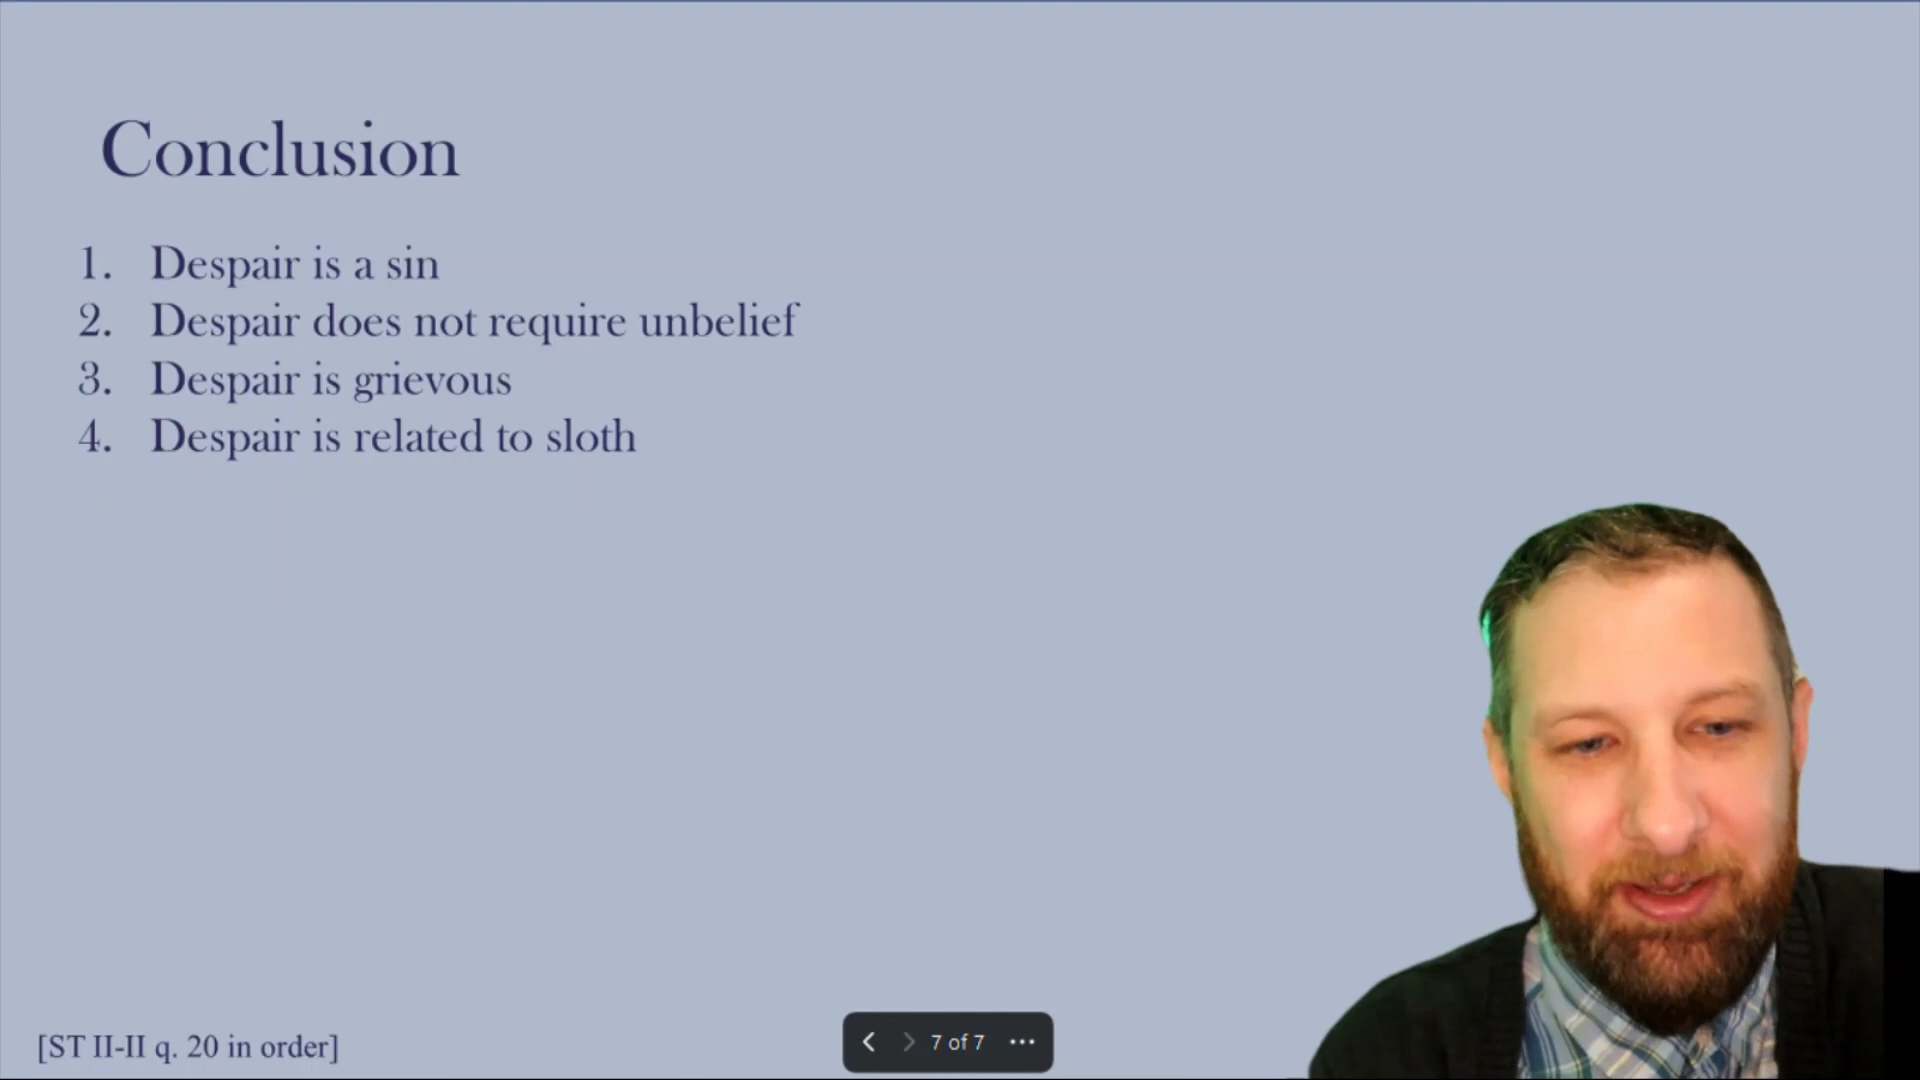 Conclusion
1. Despair is a sin
2. Despair does not require unbelief
3. Despair is grievous
4. Despair is related to sloth
[ST II-II q. 20 in order]
7 of 7